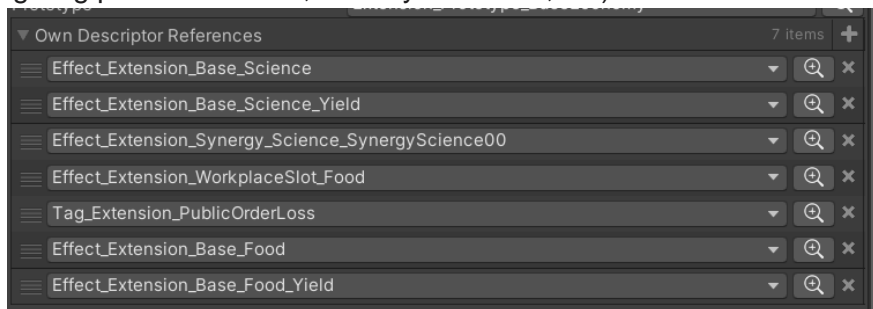 Own Descriptor References 7 items
Effect_Extension_Base_Science
Effect_Extension_Base_Science_Yield
Effect_Extension_Synergy_Science_SynergyScience00
Effect_Extension_WorkplaceSlot_Food
Tag_Extension_PublicOrderLoss
Effect_Extension_Base_Food
Effect_Extension_Base_Food_Yield